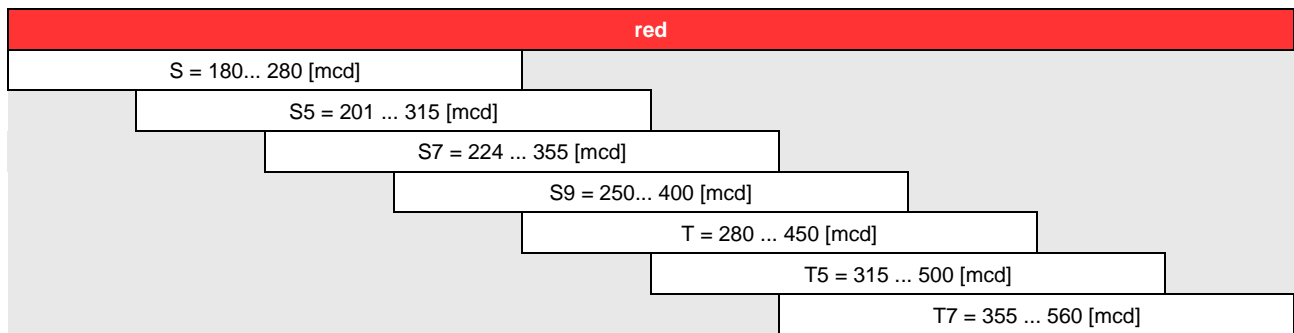 red
S = 180... 280 [mcd]
S5 = 201 ... 315 [mcd]
S7 = 224 ... 355 [mcd]
S9 = 250... 400 [mcd]
T = 280 ... 450 [mcd]
T5 = 315 ... 500 [mcd]
T7 = 355 ... 560 [mcd]